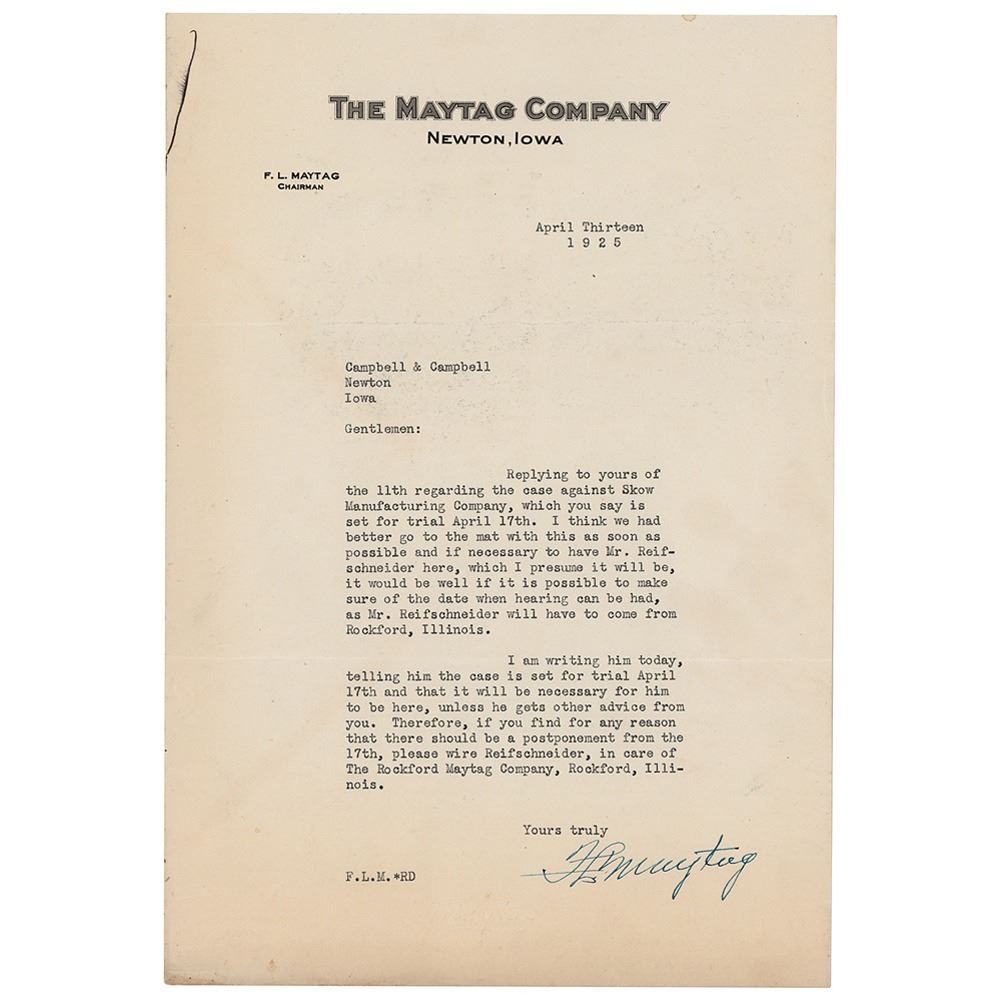 THE MAYTAG COMPANY
NEWTON, IOWA
F. L. MAYTAG
CHAIRMAN
April Thirteen
1 9 2 5
Campbell & Campbell
Newton
Iowa
Gentlemen:
Replying to yours of
the 11th regarding the case against Skow
Manufacturing Company, which you say is
set for trial April 17th.  I think we had
better go to the mat with this as soon as
possible and if necessary to have Mr. Reif-
schneider here, which I presume it will be,
it would be well if it is possible to make
sure of the date when hearing can be had,
as Mr. Reifschneider will have to come from
Rockford, Illinois.
I am writing him today,
telling him the case is set for trial April
17th and that it will be necessary for him
to be here, unless he gets other advice from
you.  Therefore, if you find for any reason
that there should be a postponement from the
17th, please wire Reifschneider, in care of
The Rockford Maytag Company, Rockford, Illi-
nois.
Yours truly
F L Maytag
F.L.M.*RD